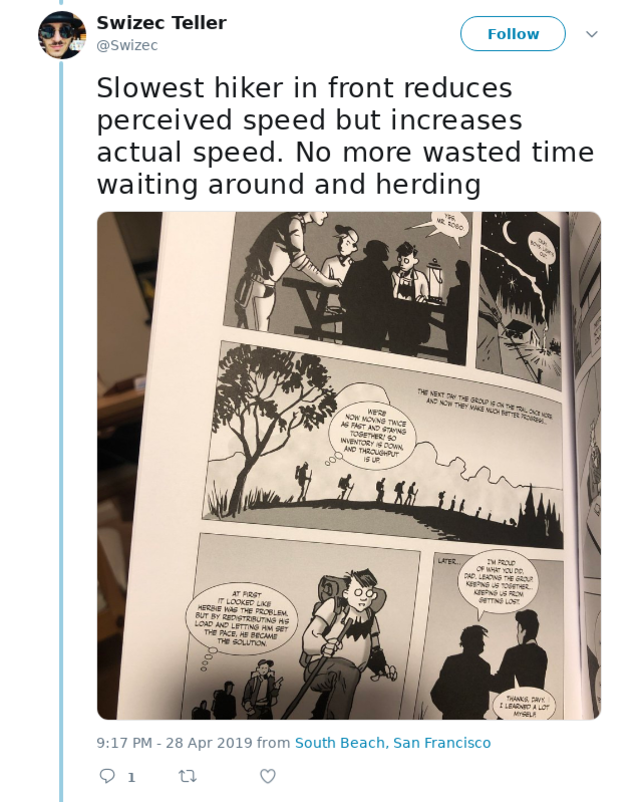 Swizec Teller
@Swizec
Follow
Slowest hiker in front reduces
perceived speed but increases
actual speed. No more wasted time
waiting around and herding
YES,
MR. ROGO.
THE NEXT DAY THE GROUP IS ON THE TRAIL ONCE MORE
AND NOW THEY MAKE MUCH BETTER PROGRESS...
WE'RE
NOW MOVING TWICE
AS FAST AND STAYING
TOGETHER! SO
INVENTORY IS DOWN,
AND THROUGHPUT
IS UP.
AT FIRST
IT LOOKED LIKE
HERBIE WAS THE PROBLEM,
BUT BY REDISTRIBUTING HIS
LOAD AND LETTING HIM SET
THE PACE, HE BECAME
THE SOLUTION.
LATER...
I'M PROUD
OF WHAT YOU DID,
DAD, LEADING THE GROUP,
KEEPING US TOGETHER...
KEEPING US FROM
GETTING LOST.
THANKS, DAVY.
I LEARNED A LOT
MYSELF.
9:17 PM - 28 Apr 2019 from South Beach, San Francisco
1